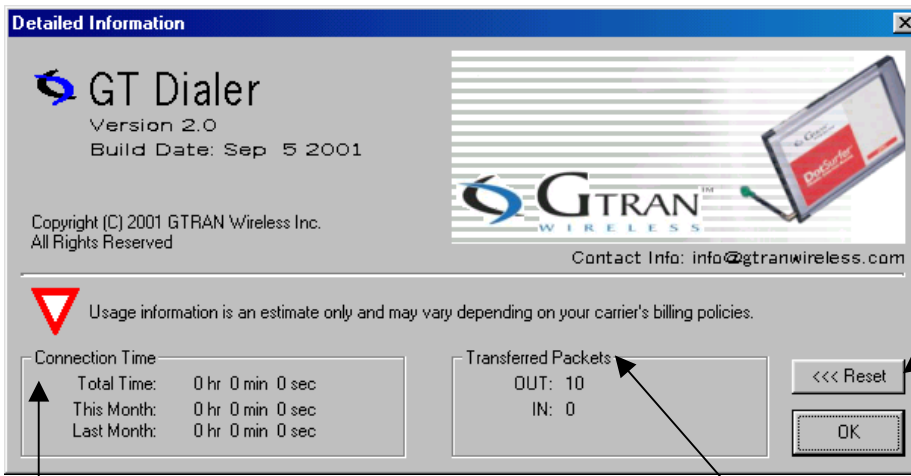 Detailed Information
GT Dialer
Version 2.0
Build Date: Sep 5 2001
Copyright (C) 2001 GTRAN Wireless Inc.
All Rights Reserved
GTran
DotSurfer
GTRAN™
WIRELESS
Contact Info: info@gtranwireless.com
Usage information is an estimate only and may vary depending on your carrier's billing policies.
Connection Time
Total Time: 0 hr 0 min 0 sec
This Month: 0 hr 0 min 0 sec
Last Month: 0 hr 0 min 0 sec
Transferred Packets
OUT: 10
IN: 0
<<< Reset
OK